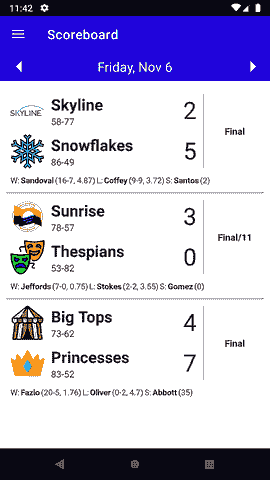 11:42
Scoreboard
Friday, Nov 6
SKYLINE
Skyline
2
58-77
Final
Snowflakes
5
86-49
W: Sandoval (16-7, 4.87) L: Coffey (9-9, 3.72) S: Santos (2)
Sunrise
3
78-57
Final/11
Thespians
0
53-82
W: Jeffords (7-0, 0.75) L: Stokes (2-2, 3.55) S: Gomez (0)
Big Tops
4
73-62
Final
Princesses
7
83-52
W: Fazio (20-5, 1.76) L: Oliver (0-2, 4.7) S: Abbott (35)